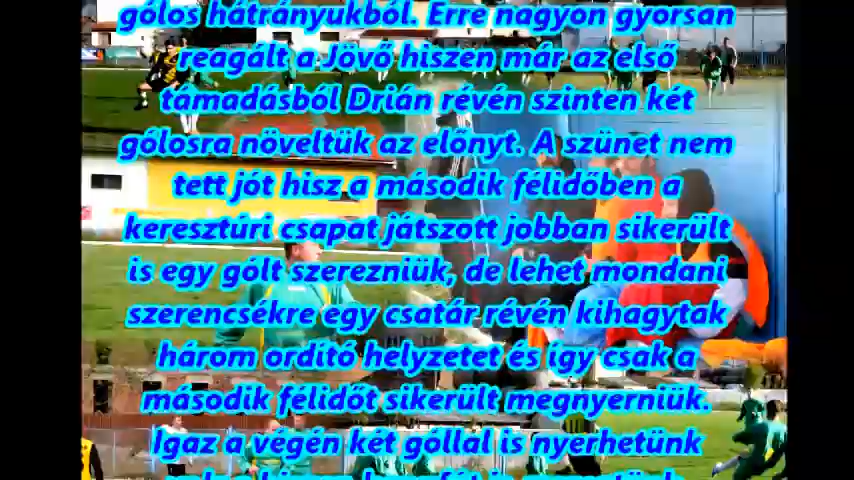 gólos hátrányukból. Erre nagyon gyorsan
reagált a Jövő hiszen már az első
támadásból Drián révén szinten két
gólosra növeltük az előnyt. A szünet nem
tett jót hisz a második félidőben a
keresztúri csapat játszott jobban sikerült
is egy gólt szerezniük, de lehet mondani
szerencsékre egy csatár révén kihagytak
három ordító helyzetet és így csak a
második félidőt sikerült megnyerniük.
Igaz a végén két góllal is nyerhetünk